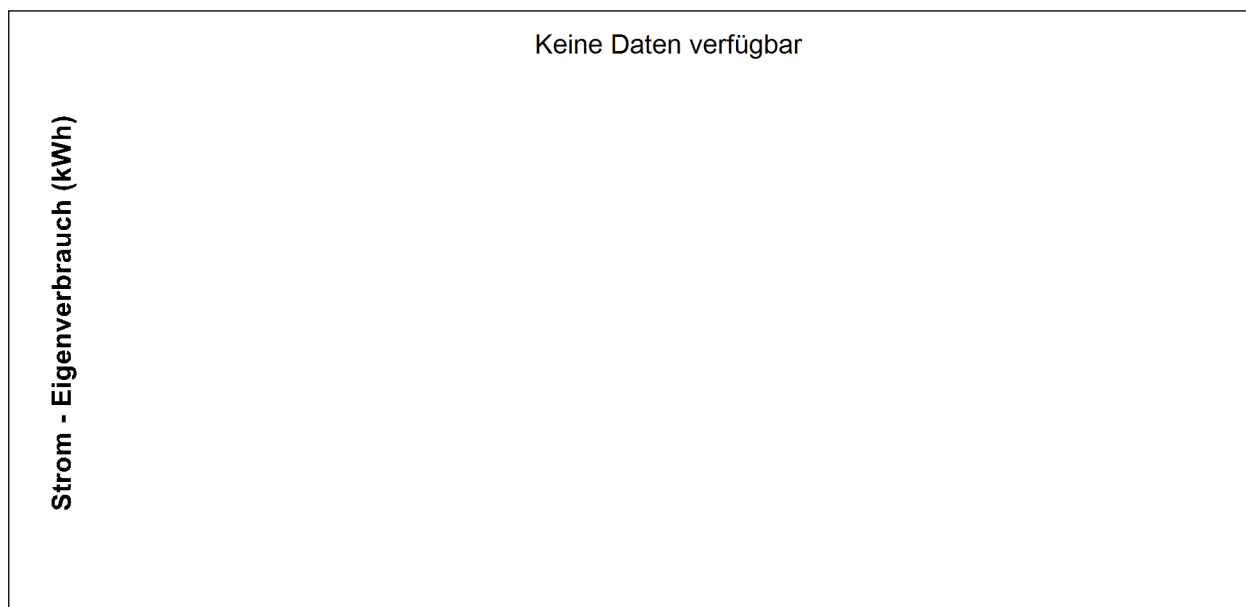 Keine Daten verfügbar
Strom - Eigenverbrauch (kWh)